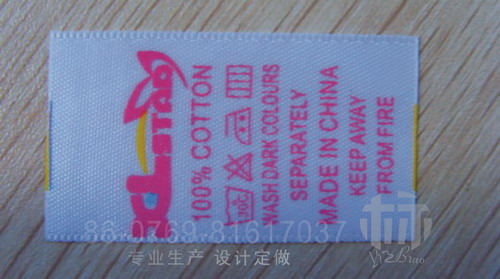 STAR
100% COTTON
WASH DARK COLOURS
SEPARATELY
MADE IN CHINA
KEEP AWAY
FROM FIRE
86-0769-81617037
专业生产 设计定做